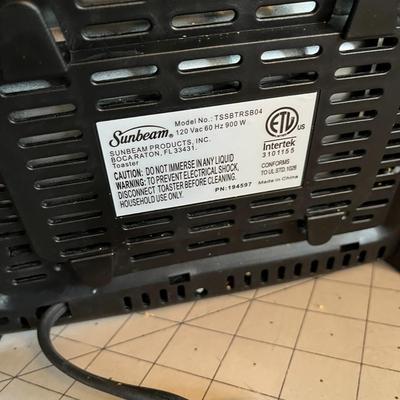 Sunbeam®
Model No.: TSSBTRSB04
120 Vac 60 Hz 900 W
SUNBEAM PRODUCTS, INC.
BOCA RATON, FL 33431.
Toaster
CAUTION: DO NOT IMMERSE IN ANY LIQUID
WARNING: TO PREVENT ELECTRICAL SHOCK,
DISCONNECT TOASTER BEFORE CLEANING.
HOUSEHOLD USE ONLY.
PN: 194597
ETL US
Intertek
3101155
CONFORMS
TO UL STD. 1026
Made in China